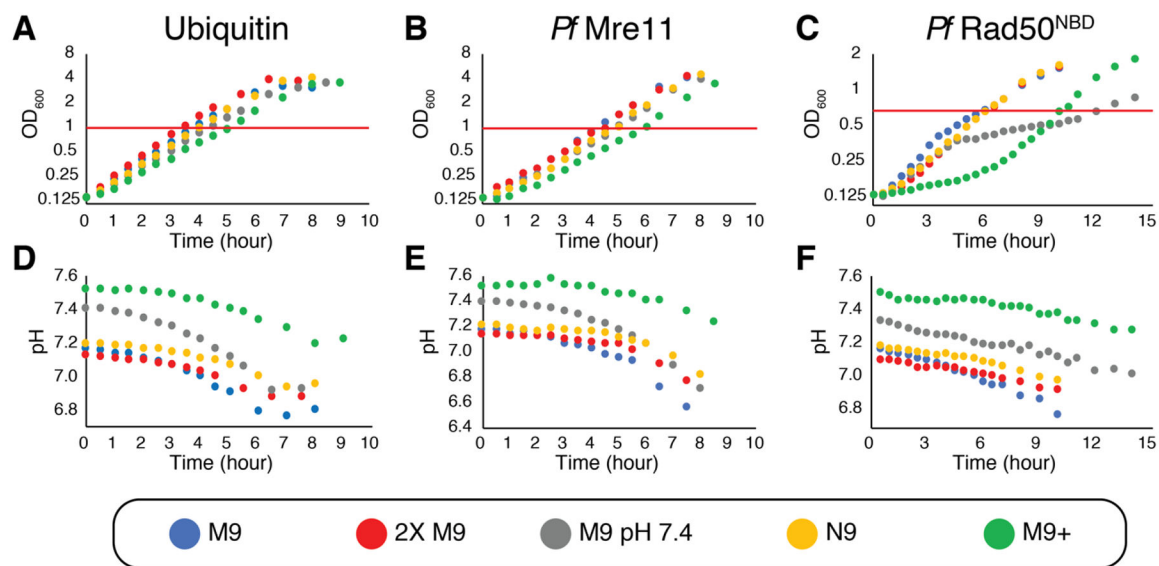 A Ubiquitin
8
4
2
1
0.5
0.25
0.125
OD600
0 1 2 3 4 5 6 7 8 9 10
Time (hour)
B Pf Mre11
8
4
2
1
0.5
0.25
0.125
OD600
0 1 2 3 4 5 6 7 8 9 10
Time (hour)
C Pf Rad50NBD
2
1
0.5
0.25
0.125
OD600
0 3 6 9 12 15
Time (hour)
D
7.6
7.4
7.2
7.0
6.8
pH
0 1 2 3 4 5 6 7 8 9 10
Time (hour)
E
7.6
7.4
7.2
7.0
6.8
6.6
6.4
pH
0 1 2 3 4 5 6 7 8 9 10
Time (hour)
F
7.6
7.4
7.2
7.0
6.8
pH
0 3 6 9 12 15
Time (hour)
M9 2X M9 M9 pH 7.4 N9 M9+